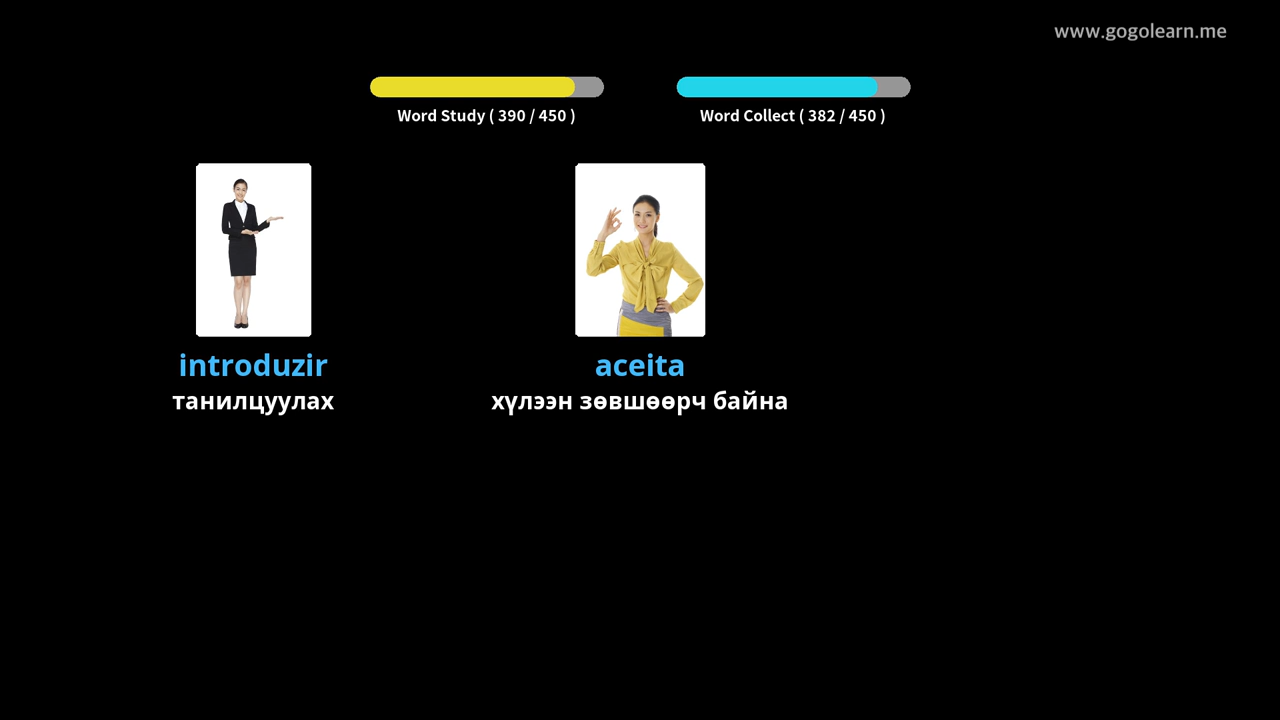 www.gogolearn.me
Word Study ( 390 / 450 )
Word Collect ( 382 / 450 )
introduzir
танилцуулах
aceita
хүлээн зөвшөөрч байна